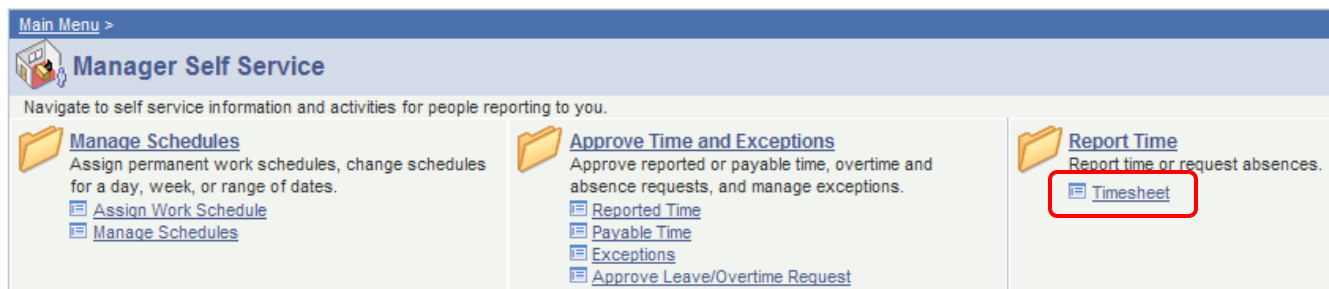 Main Menu >
Manager Self Service
Navigate to self service information and activities for people reporting to you.
Manage Schedules
Assign permanent work schedules, change schedules
for a day, week, or range of dates.
Assign Work Schedule
Manage Schedules
Approve Time and Exceptions
Approve reported or payable time, overtime and
absence requests, and manage exceptions.
Reported Time
Payable Time
Exceptions
Approve Leave/Overtime Request
Report Time
Report time or request absences.
Timesheet